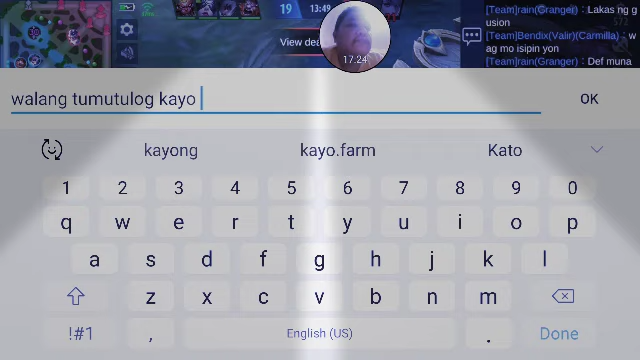 19 13:49
View dea
17.24
[Team]rain(Granger) : Lakas ng g
usion
[Team]Bendix(Valir)(Carmilla) : w
ag mo isipin yon
[Team]rain(Granger) : Def muna
walang tumutulog kayo
OK
kayong kayo.farm Kato
1 2 3 4 5 6 7 8 9 0
q w e r t y u i o p
a s d f g h j k l
z x c v b n m
!#1 , English (US) . Done